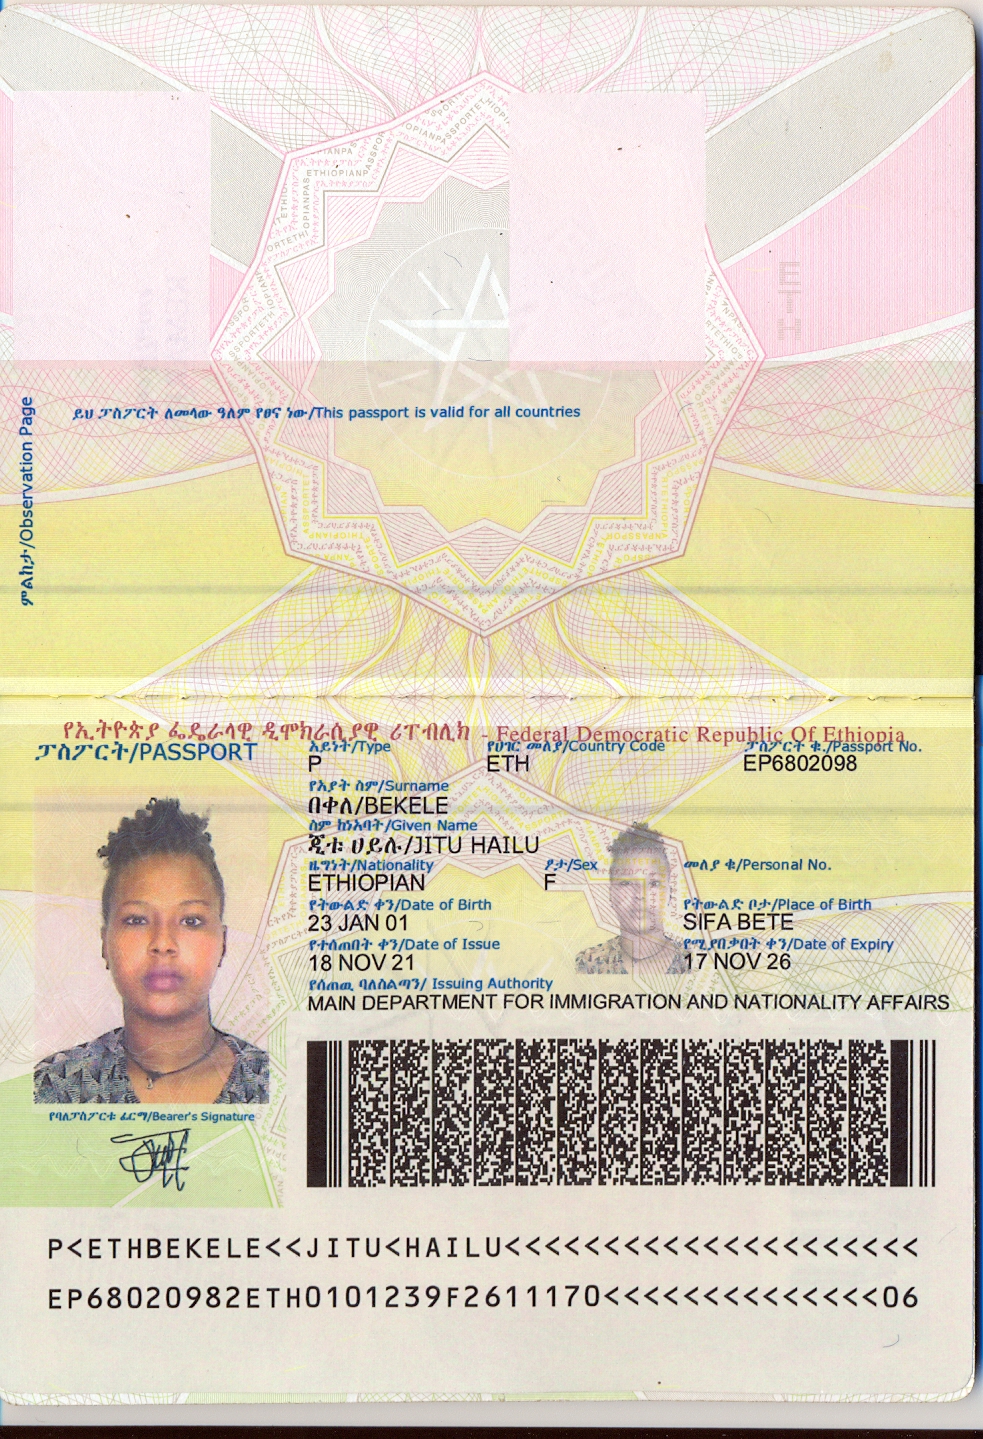 ምልከታ/Observation Page
ይህ ፓስፖርት ለመላው ዓለም የፀና ነው/This passport is valid for all countries
የኢትዮጵያ ፌዴራላዊ ዲሞክራሲያዊ ሪፐብሊክ - Federal Democratic Republic Of Ethiopia
ፓስፖርት/PASSPORT
አይነት/Type የሀገር መለያ/Country Code ፓስፖርት ቁ./Passport No.
P ETH EP6802098
የአያት ስም/Surname
በቀለ/BEKELE
ስም ከነአባት/Given Name
ጂቱ ሀይሉ/JITU HAILU
ዜግነት/Nationality ፆታ/Sex መለያ ቁ/Personal No.
ETHIOPIAN F
የትውልድ ቀን/Date of Birth የትውልድ ቦታ/Place of Birth
23 JAN 01 SIFA BETE
የተሰጠበት ቀን/Date of Issue የሚያበቃበት ቀን/Date of Expiry
18 NOV 21 17 NOV 26
የሰጠዉ ባለስልጣን/ Issuing Authority
MAIN DEPARTMENT FOR IMMIGRATION AND NATIONALITY AFFAIRS
የባለፓስፖርቱ ፊርማ/Bearer's Signature
P<ETHBEKELE<<JITU<HAILU<<<<<<<<<<<<<<<<<<<<<
EP68020982ETH0101239F2611170<<<<<<<<<<<<<<06